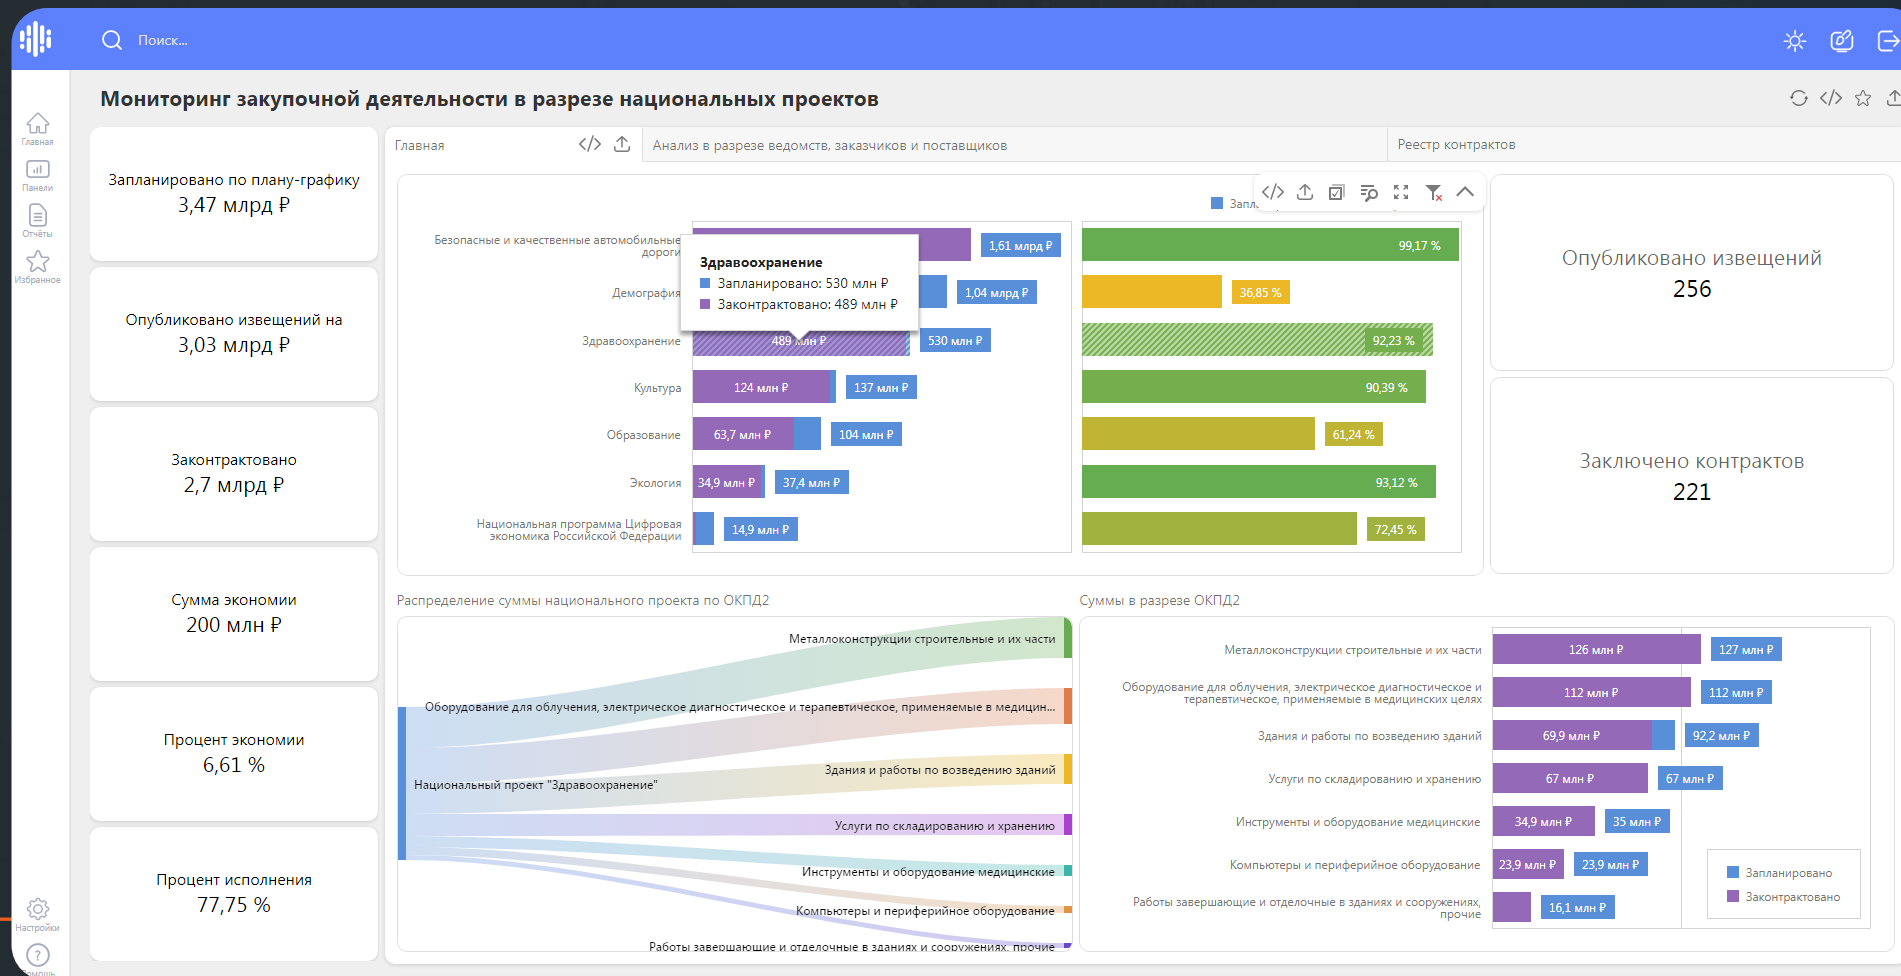 Поиск...
Мониторинг закупочной деятельности в разрезе национальных проектов
Главная
Панели
Отчёты
Избранное
Настройки
Помощь
Запланировано по плану-графику
3,47 млрд ₽
Опубликовано извещений на
3,03 млрд ₽
Законтрактовано
2,7 млрд ₽
Сумма экономии
200 млн ₽
Процент экономии
6,61 %
Процент исполнения
77,75 %
Главная
Анализ в разрезе ведомств, заказчиков и поставщиков
Реестр контрактов
Безопасные и качественные автомобильные
дороги
1,61 млрд ₽
99,17 %
Демография
1,04 млрд ₽
36,85 %
Здравоохранение
Запланировано: 530 млн ₽
Законтрактовано: 489 млн ₽
Здравоохранение
489 млн ₽
530 млн ₽
92,23 %
Культура
124 млн ₽
137 млн ₽
90,39 %
Образование
63,7 млн ₽
104 млн ₽
61,24 %
Экология
34,9 млн ₽
37,4 млн ₽
93,12 %
Национальная программа Цифровая
экономика Российской Федерации
14,9 млн ₽
72,45 %
Опубликовано извещений
256
Заключено контрактов
221
Распределение суммы национального проекта по ОКПД2
Металлоконструкции строительные и их части
Оборудование для облучения, электрическое диагностическое и терапевтическое, применяемые в медицин...
Здания и работы по возведению зданий
Национальный проект "Здравоохранение"
Услуги по складированию и хранению
Инструменты и оборудование медицинские
Компьютеры и периферийное оборудование
Работы завершающие и отделочные в зданиях и сооружениях, прочие
Суммы в разрезе ОКПД2
Металлоконструкции строительные и их части
126 млн ₽
127 млн ₽
Оборудование для облучения, электрическое диагностическое и
терапевтическое, применяемые в медицинских целях
112 млн ₽
112 млн ₽
Здания и работы по возведению зданий
69,9 млн ₽
92,2 млн ₽
Услуги по складированию и хранению
67 млн ₽
67 млн ₽
Инструменты и оборудование медицинские
34,9 млн ₽
35 млн ₽
Компьютеры и периферийное оборудование
23,9 млн ₽
23,9 млн ₽
Работы завершающие и отделочные в зданиях и сооружениях,
прочие
16,1 млн ₽
Запланировано
Законтрактовано